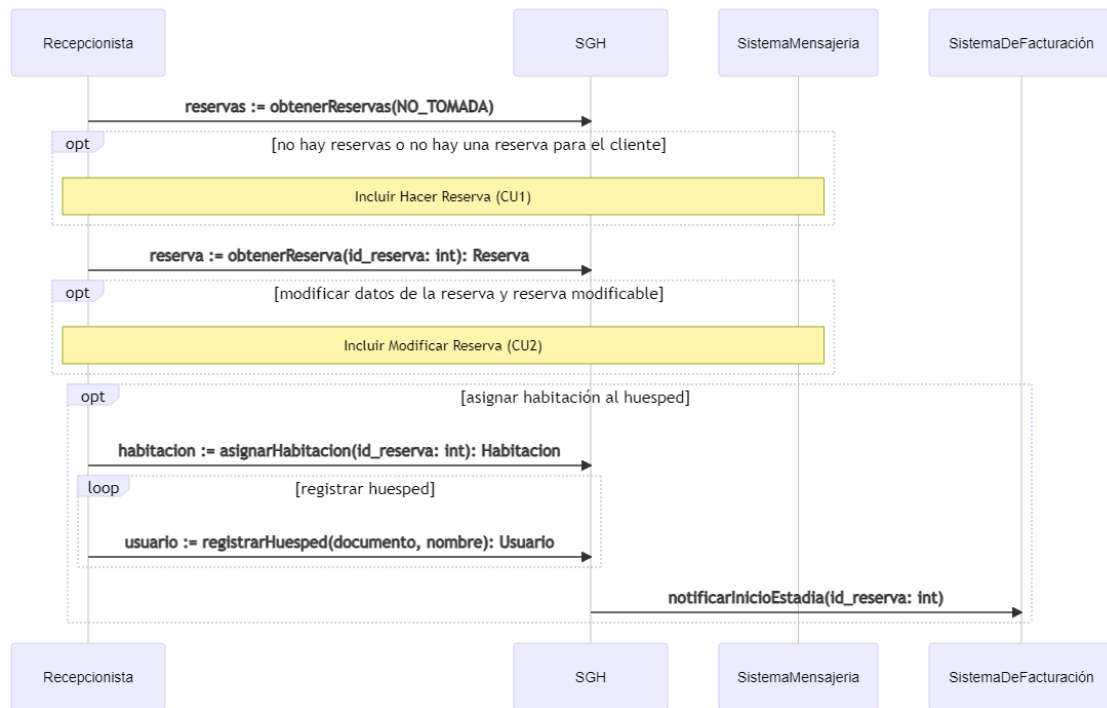 Recepcionista
SGH
SistemaMensajeria
SistemaDeFacturación
reservas := obtenerReservas(NO_TOMADA)
opt
[no hay reservas o no hay una reserva para el cliente]
Incluir Hacer Reserva (CU1)
reserva := obtenerReserva(id_reserva: int): Reserva
opt
[modificar datos de la reserva y reserva modificable]
Incluir Modificar Reserva (CU2)
opt
[asignar habitación al huesped]
habitacion := asignarHabitacion(id_reserva: int): Habitacion
loop
[registrar huesped]
usuario := registrarHuesped(documento, nombre): Usuario
notificarInicioEstadia(id_reserva: int)
Recepcionista
SGH
SistemaMensajeria
SistemaDeFacturación